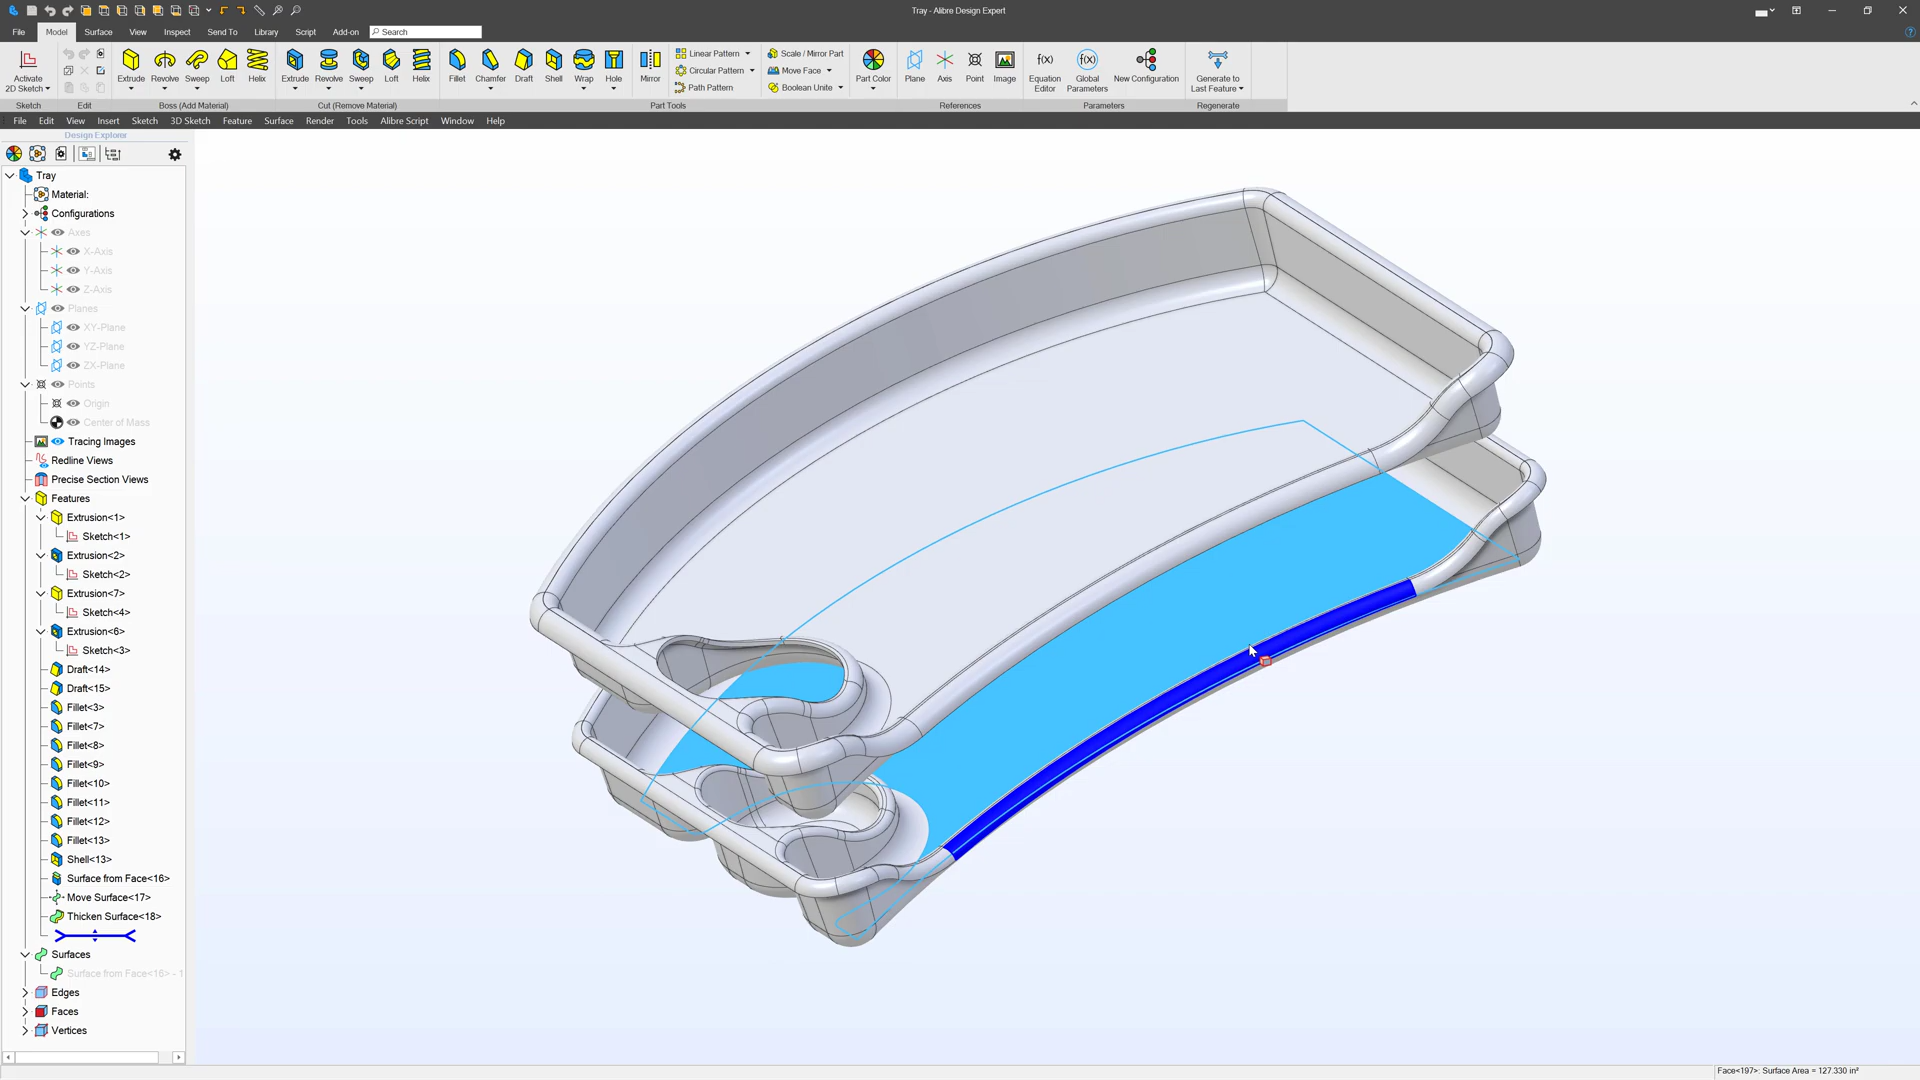 Tray - Alibre Design Expert
File Model Surface Sketch View Inspect Send To Library Script Add-on Search
Activate 2D Sketch
Extrude Revolve Sweep Loft Helix
Extrude Revolve Sweep Loft Helix
Fillet Chamfer Draft Shell Wrap Hole Mirror
Linear Pattern
Circular Pattern
Path Pattern
Scale / Mirror Part
Move Face
Boolean Unite
Part Color
Plane Axis Point Image
Equation Editor
Global Parameters
New Configuration
Generate to Last Feature
Sketch Edit Boss (Add Material) Cut (Remove Material) Part Tools References Parameters Regenerate
File Edit View Insert Sketch 3D Sketch Feature Surface Render Tools Alibre Script Window Help
Design Explorer
Tray
Material:
Configurations
Axes
X-Axis
Y-Axis
Z-Axis
Planes
XY-Plane
YZ-Plane
ZX-Plane
Points
Origin
Center of Mass
Tracing Images
Redline Views
Precise Section Views
Features
Extrusion<1>
Sketch<1>
Extrusion<2>
Sketch<2>
Extrusion<7>
Sketch<4>
Extrusion<6>
Sketch<3>
Draft<14>
Draft<15>
Fillet<3>
Fillet<7>
Fillet<8>
Fillet<9>
Fillet<10>
Fillet<11>
Fillet<12>
Fillet<13>
Shell<13>
Surface from Face<16>
Move Surface<17>
Thicken Surface<18>
Surfaces
Surface from Face<16> - 1
Edges
Faces
Vertices
Face<197>: Surface Area = 127.330 in²